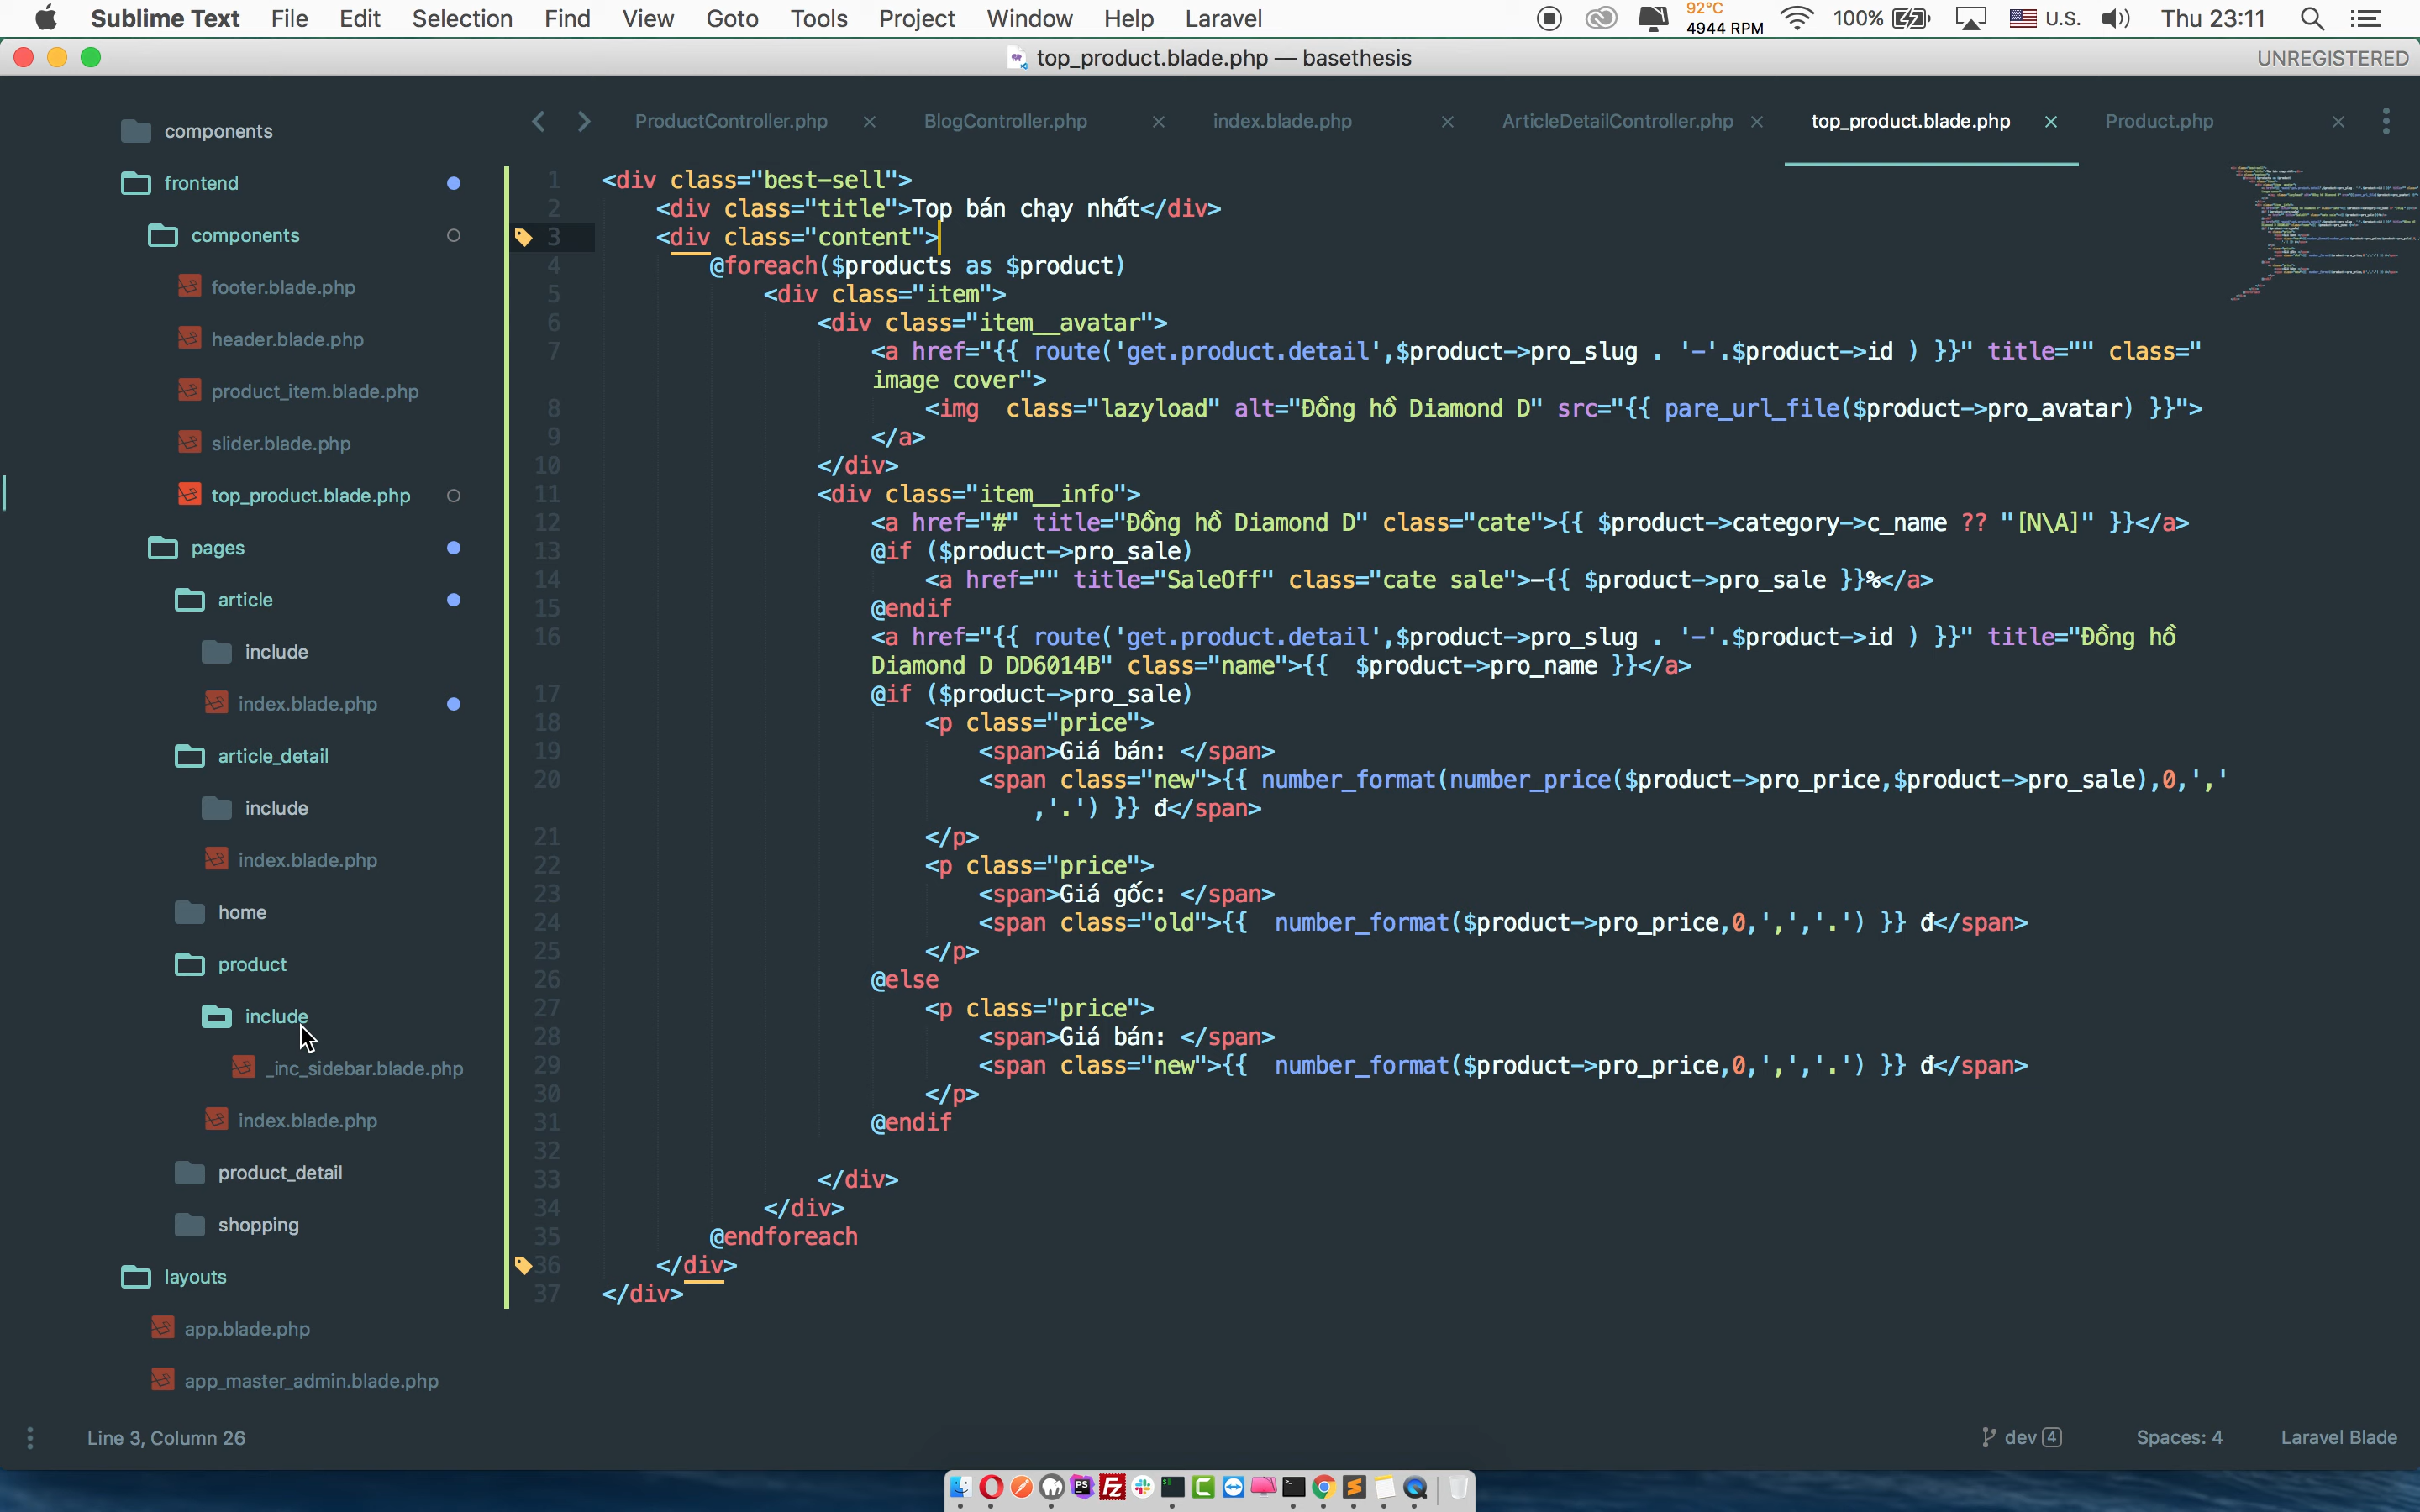 Sublime Text File Edit Selection Find View Goto Tools Project Window Help Laravel 92°C 4944 RPM 100% U.S. Thu 23:11
top_product.blade.php — basethesis UNREGISTERED
ProductController.php × BlogController.php × index.blade.php × ArticleDetailController.php × top_product.blade.php × Product.php ×
components
frontend
components
footer.blade.php
header.blade.php
product_item.blade.php
slider.blade.php
top_product.blade.php
pages
article
include
index.blade.php
article_detail
include
index.blade.php
home
product
include
_inc_sidebar.blade.php
index.blade.php
product_detail
shopping
layouts
app.blade.php
app_master_admin.blade.php
1 <div class="best-sell">
2 <div class="title">Top bán chạy nhất</div>
3 <div class="content">
4 @foreach($products as $product)
5 <div class="item">
6 <div class="item__avatar">
7 <a href="{{ route('get.product.detail',$product->pro_slug . '-'.$product->id ) }}" title="" class="
image cover">
8 <img  class="lazyload" alt="Đồng hồ Diamond D" src="{{ pare_url_file($product->pro_avatar) }}">
9 </a>
10 </div>
11 <div class="item__info">
12 <a href="#" title="Đồng hồ Diamond D" class="cate">{{ $product->category->c_name ?? "[N\A]" }}</a>
13 @if ($product->pro_sale)
14 <a href="" title="SaleOff" class="cate sale">-{{ $product->pro_sale }}%</a>
15 @endif
16 <a href="{{ route('get.product.detail',$product->pro_slug . '-'.$product->id ) }}" title="Đồng hồ
Diamond D DD6014B" class="name">{{  $product->pro_name }}</a>
17 @if ($product->pro_sale)
18 <p class="price">
19 <span>Giá bán: </span>
20 <span class="new">{{ number_format(number_price($product->pro_price,$product->pro_sale),0,','
,'.') }} đ</span>
21 </p>
22 <p class="price">
23 <span>Giá gốc: </span>
24 <span class="old">{{  number_format($product->pro_price,0,',','.') }} đ</span>
25 </p>
26 @else
27 <p class="price">
28 <span>Giá bán: </span>
29 <span class="new">{{  number_format($product->pro_price,0,',','.') }} đ</span>
30 </p>
31 @endif
32
33 </div>
34 </div>
35 @endforeach
36 </div>
37 </div>
Line 3, Column 26 dev 4 Spaces: 4 Laravel Blade